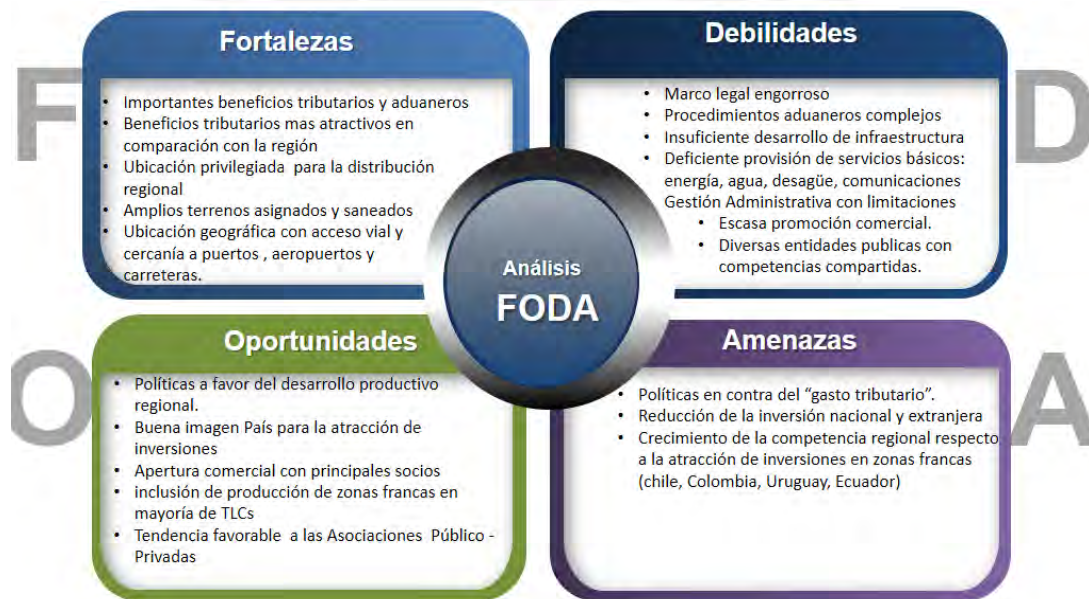 F
Fortalezas
• Importantes beneficios tributarios y aduaneros
• Beneficios tributarios mas atractivos en
comparación con la región
• Ubicación privilegiada para la distribución
regional
• Amplios terrenos asignados y saneados
• Ubicación geográfica con acceso vial y
cercanía a puertos , aeropuertos y
carreteras.
D
Debilidades
• Marco legal engorroso
• Procedimientos aduaneros complejos
• Insuficiente desarrollo de infraestructura
• Deficiente provisión de servicios básicos:
energía, agua, desagüe, comunicaciones
Gestión Administrativa con limitaciones
• Escasa promoción comercial.
• Diversas entidades publicas con
competencias compartidas.
Análisis
FODA
O
Oportunidades
• Políticas a favor del desarrollo productivo
regional.
• Buena imagen País para la atracción de
inversiones
• Apertura comercial con principales socios
• inclusión de producción de zonas francas en
mayoría de TLCs
• Tendencia favorable a las Asociaciones Público -
Privadas
A
Amenazas
• Políticas en contra del “gasto tributario”.
• Reducción de la inversión nacional y extranjera
• Crecimiento de la competencia regional respecto
a la atracción de inversiones en zonas francas
(chile, Colombia, Uruguay, Ecuador)